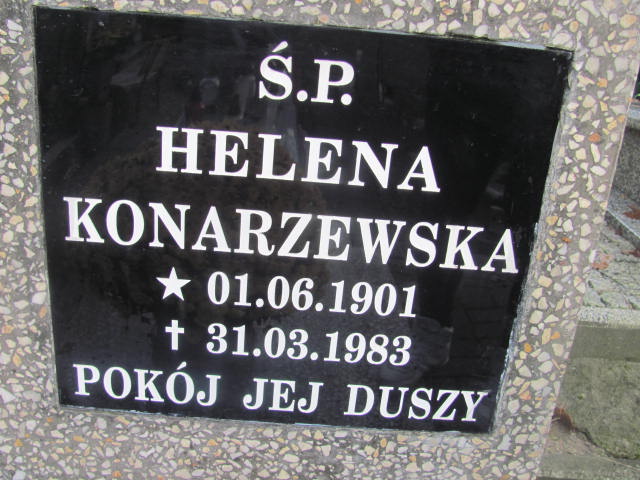 Ś.P.
HELENA
KONARZEWSKA
★ 01.06.1901
✝ 31.03.1983
POKÓJ JEJ DUSZY